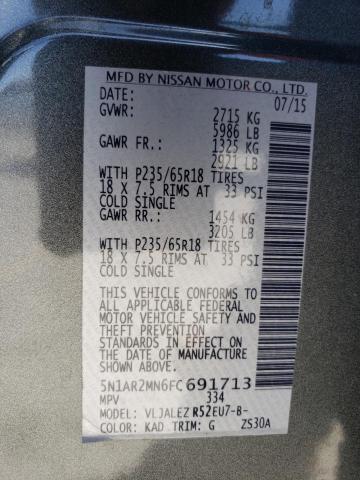 MFD BY NISSAN MOTOR CO., LTD.
DATE: 07/15
GVWR: 2715 KG
5986 LB
GAWR FR.: 1325 KG
2921 LB
WITH P235/65R18 TIRES
18 X 7.5 RIMS AT 33 PSI
COLD SINGLE
GAWR RR.: 1454 KG
3205 LB
WITH P235/65R18 TIRES
18 X 7.5 RIMS AT 33 PSI
COLD SINGLE
THIS VEHICLE CONFORMS TO
ALL APPLICABLE FEDERAL
MOTOR VEHICLE SAFETY AND
THEFT PREVENTION
STANDARDS IN EFFECT ON
THE DATE OF MANUFACTURE
SHOWN ABOVE.
5N1AR2MN6FC691713
MPV 334
MODEL: VLJALEZ R52EU7-B-
COLOR: KAD TRIM: G ZS30A